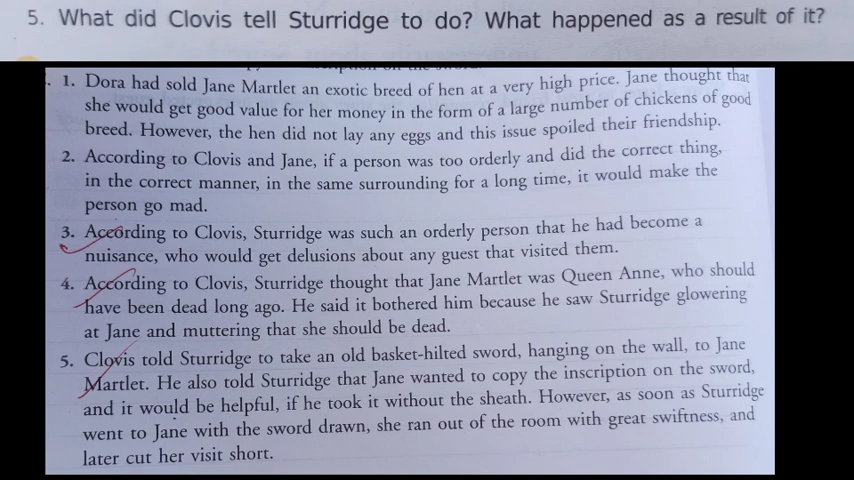 5. What did Clovis tell Sturridge to do? What happened as a result of it?
1. Dora had sold Jane Martlet an exotic breed of hen at a very high price. Jane thought that
she would get good value for her money in the form of a large number of chickens of good
breed. However, the hen did not lay any eggs and this issue spoiled their friendship.
2. According to Clovis and Jane, if a person was too orderly and did the correct thing,
in the correct manner, in the same surrounding for a long time, it would make the
person go mad.
3. According to Clovis, Sturridge was such an orderly person that he had become a
nuisance, who would get delusions about any guest that visited them.
4. According to Clovis, Sturridge thought that Jane Martlet was Queen Anne, who should
have been dead long ago. He said it bothered him because he saw Sturridge glowering
at Jane and muttering that she should be dead.
5. Clovis told Sturridge to take an old basket-hilted sword, hanging on the wall, to Jane
Martlet. He also told Sturridge that Jane wanted to copy the inscription on the sword,
and it would be helpful, if he took it without the sheath. However, as soon as Sturridge
went to Jane with the sword drawn, she ran out of the room with great swiftness, and
later cut her visit short.